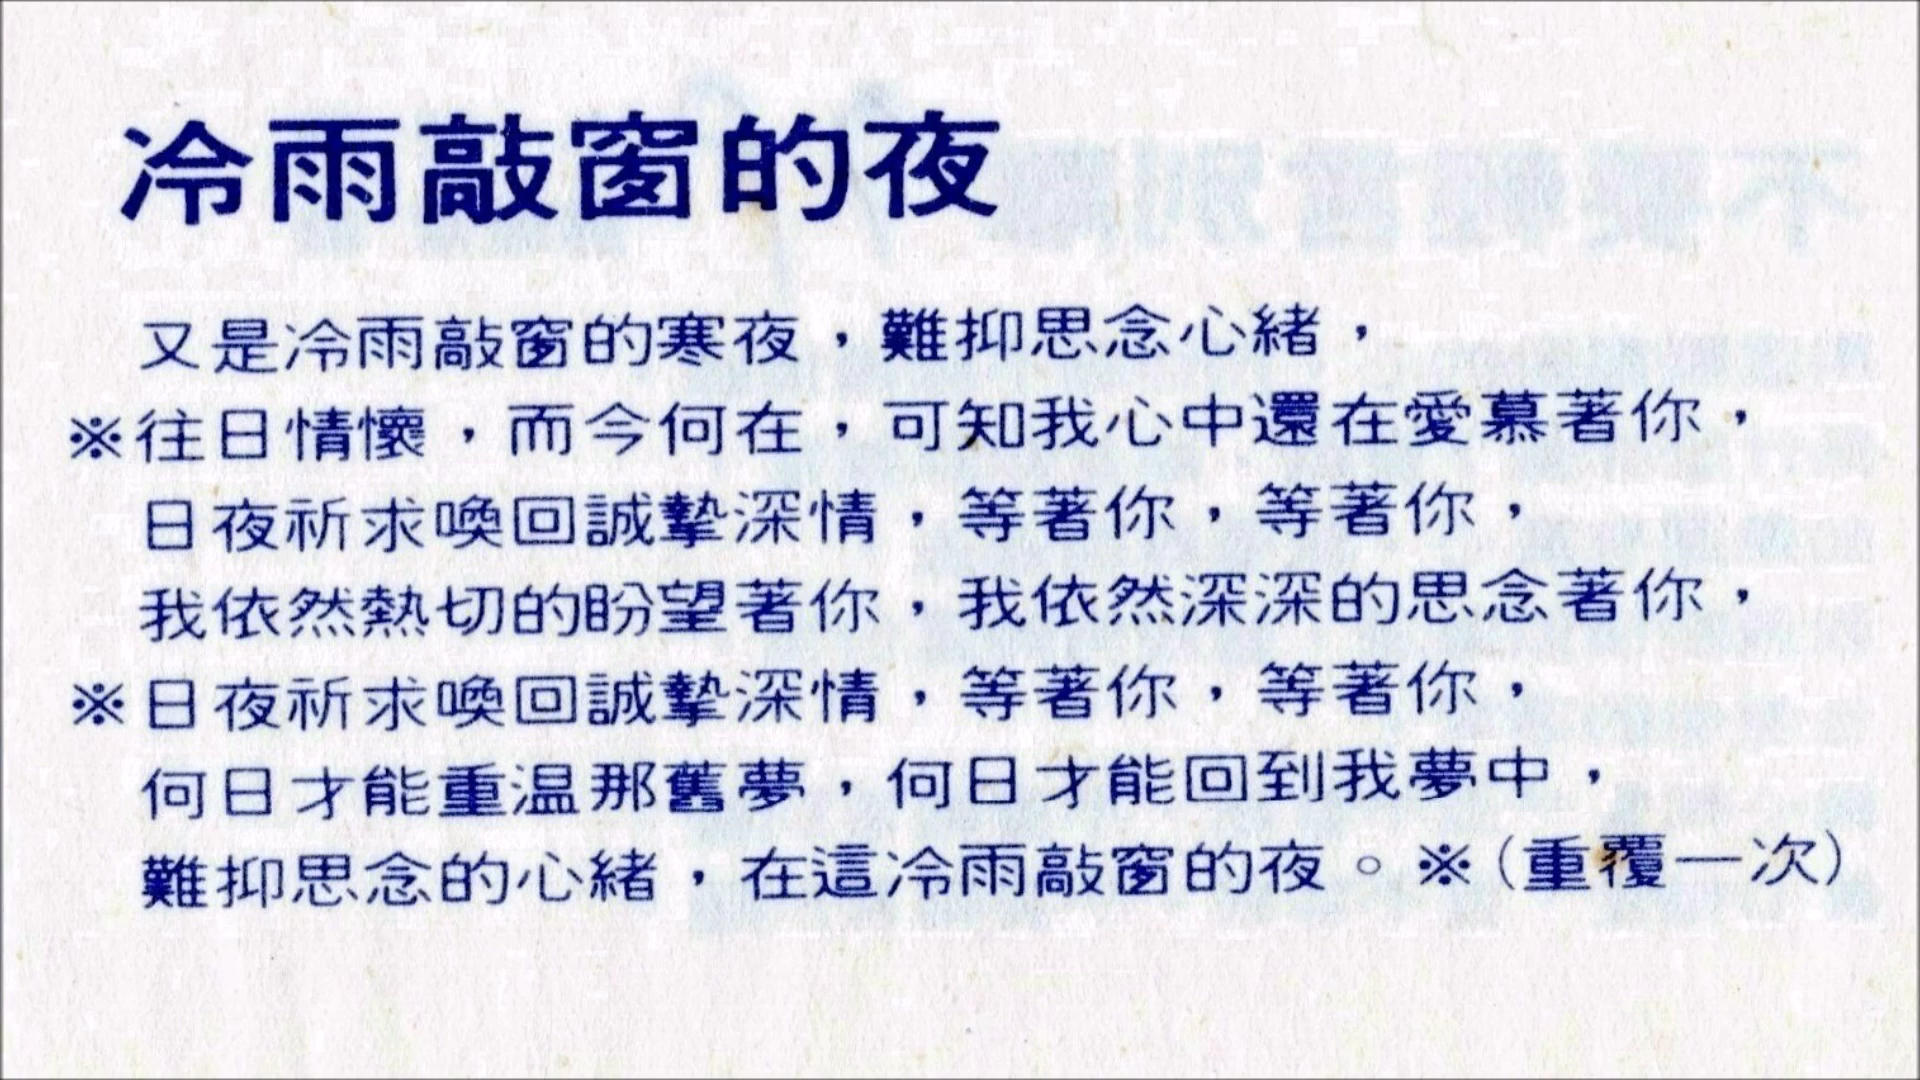 冷雨敲窗的夜
又是冷雨敲窗的寒夜，難抑思念心緒，
※往日情懷，而今何在，可知我心中還在愛慕著你，
日夜祈求喚回誠摯深情，等著你，等著你，
我依然熱切的盼望著你，我依然深深的思念著你，
※日夜祈求喚回誠摯深情，等著你，等著你，
何日才能重温那舊夢，何日才能回到我夢中，
難抑思念的心緒，在這冷雨敲窗的夜。※(重覆一次)